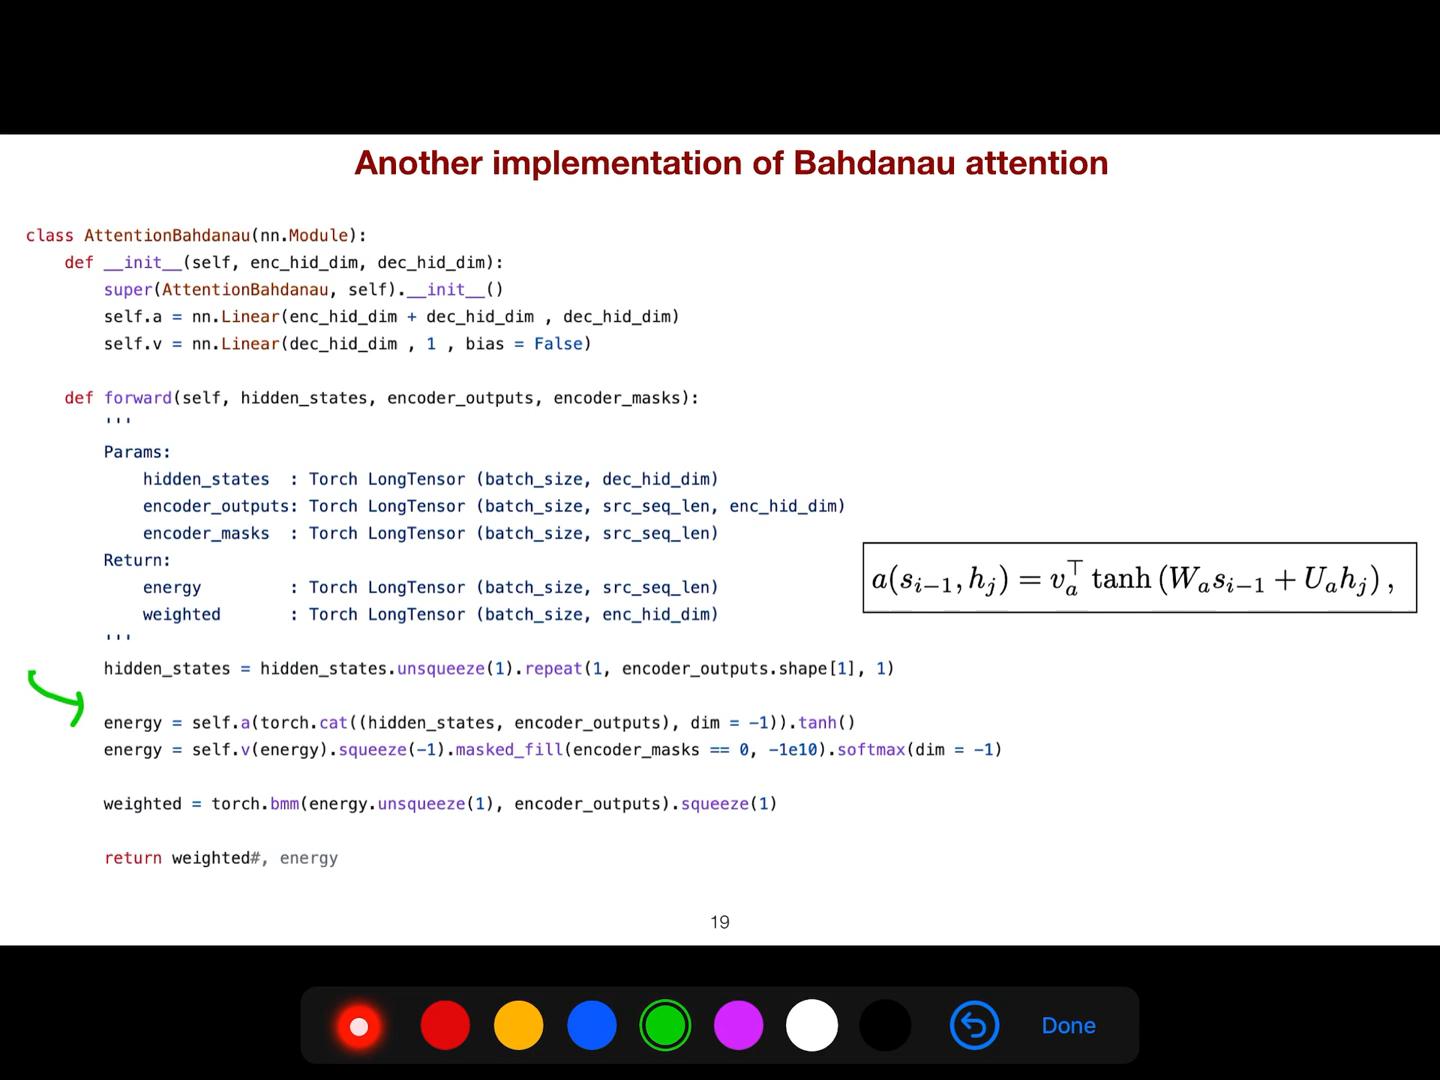 Another implementation of Bahdanau attention
class AttentionBahdanau(nn.Module):
def __init__(self, enc_hid_dim, dec_hid_dim):
super(AttentionBahdanau, self).__init__()
self.a = nn.Linear(enc_hid_dim + dec_hid_dim , dec_hid_dim)
self.v = nn.Linear(dec_hid_dim , 1 , bias = False)
def forward(self, hidden_states, encoder_outputs, encoder_masks):
'''
Params:
hidden_states : Torch LongTensor (batch_size, dec_hid_dim)
encoder_outputs: Torch LongTensor (batch_size, src_seq_len, enc_hid_dim)
encoder_masks : Torch LongTensor (batch_size, src_seq_len)
Return:
energy : Torch LongTensor (batch_size, src_seq_len)
weighted : Torch LongTensor (batch_size, enc_hid_dim)
'''
a(s_{i−1}, h_j) = v_a^⊤ tanh (W_a s_{i−1} + U_a h_j) ,
hidden_states = hidden_states.unsqueeze(1).repeat(1, encoder_outputs.shape[1], 1)
energy = self.a(torch.cat((hidden_states, encoder_outputs), dim = -1)).tanh()
energy = self.v(energy).squeeze(-1).masked_fill(encoder_masks == 0, -1e10).softmax(dim = -1)
weighted = torch.bmm(energy.unsqueeze(1), encoder_outputs).squeeze(1)
return weighted#, energy
19
Done